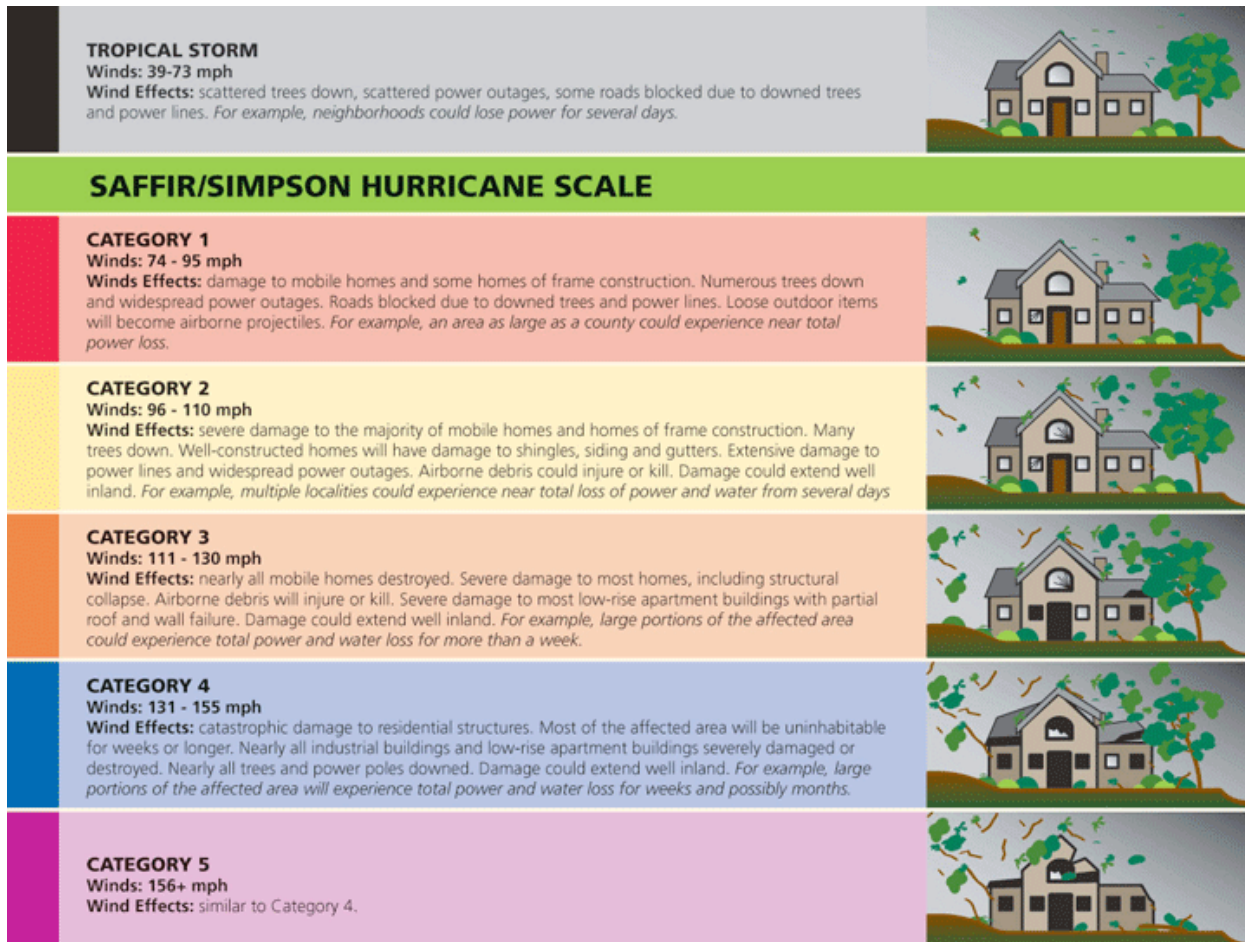 TROPICAL STORM
Winds: 39-73 mph
Wind Effects: scattered trees down, scattered power outages, some roads blocked due to downed trees
and power lines. For example, neighborhoods could lose power for several days.
SAFFIR/SIMPSON HURRICANE SCALE
CATEGORY 1
Winds: 74 - 95 mph
Winds Effects: damage to mobile homes and some homes of frame construction. Numerous trees down
and widespread power outages. Roads blocked due to downed trees and power lines. Loose outdoor items
will become airborne projectiles. For example, an area as large as a county could experience near total
power loss.
CATEGORY 2
Winds: 96 - 110 mph
Wind Effects: severe damage to the majority of mobile homes and homes of frame construction. Many
trees down. Well-constructed homes will have damage to shingles, siding and gutters. Extensive damage to
power lines and widespread power outages. Airborne debris could injure or kill. Damage could extend well
inland. For example, multiple localities could experience near total loss of power and water from several days
CATEGORY 3
Winds: 111 - 130 mph
Wind Effects: nearly all mobile homes destroyed. Severe damage to most homes, including structural
collapse. Airborne debris will injure or kill. Severe damage to most low-rise apartment buildings with partial
roof and wall failure. Damage could extend well inland. For example, large portions of the affected area
could experience total power and water loss for more than a week.
CATEGORY 4
Winds: 131 - 155 mph
Wind Effects: catastrophic damage to residential structures. Most of the affected area will be uninhabitable
for weeks or longer. Nearly all industrial buildings and low-rise apartment buildings severely damaged or
destroyed. Nearly all trees and power poles downed. Damage could extend well inland. For example, large
portions of the affected area will experience total power and water loss for weeks and possibly months.
CATEGORY 5
Winds: 156+ mph
Wind Effects: similar to Category 4.